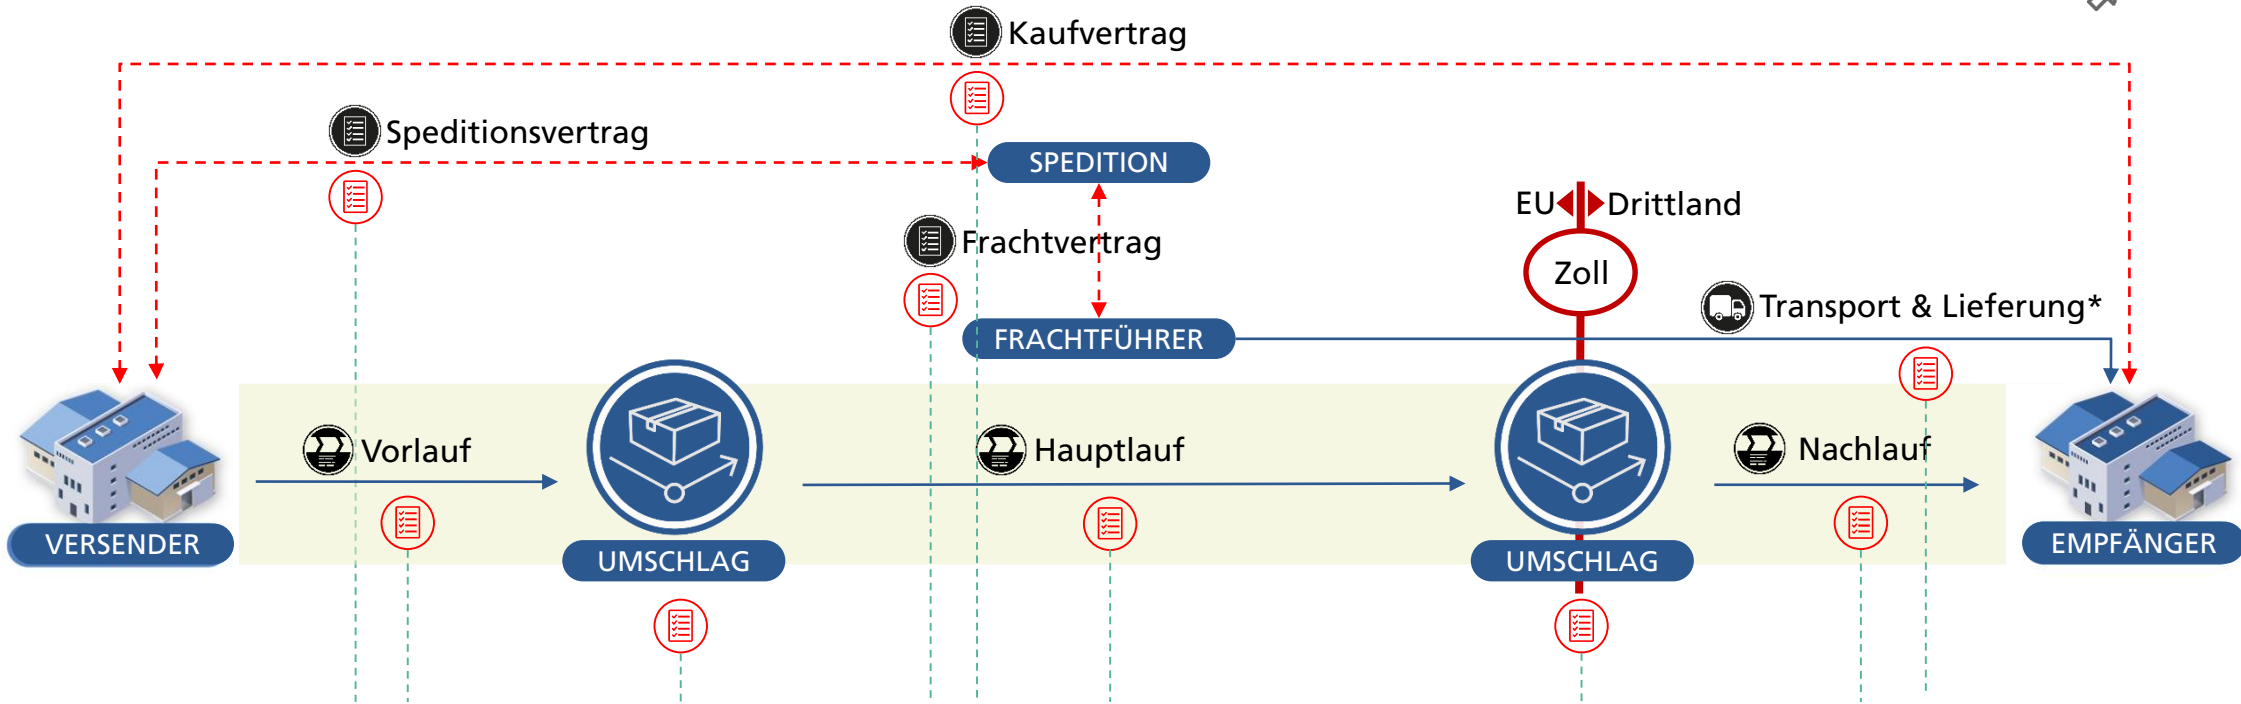 Kaufvertrag
Speditionsvertrag
SPEDITION
EU Drittland
Frachtvertrag
Zoll
Transport & Lieferung*
FRACHTFÜHRER
Vorlauf
Hauptlauf
Nachlauf
VERSENDER
UMSCHLAG
UMSCHLAG
EMPFÄNGER